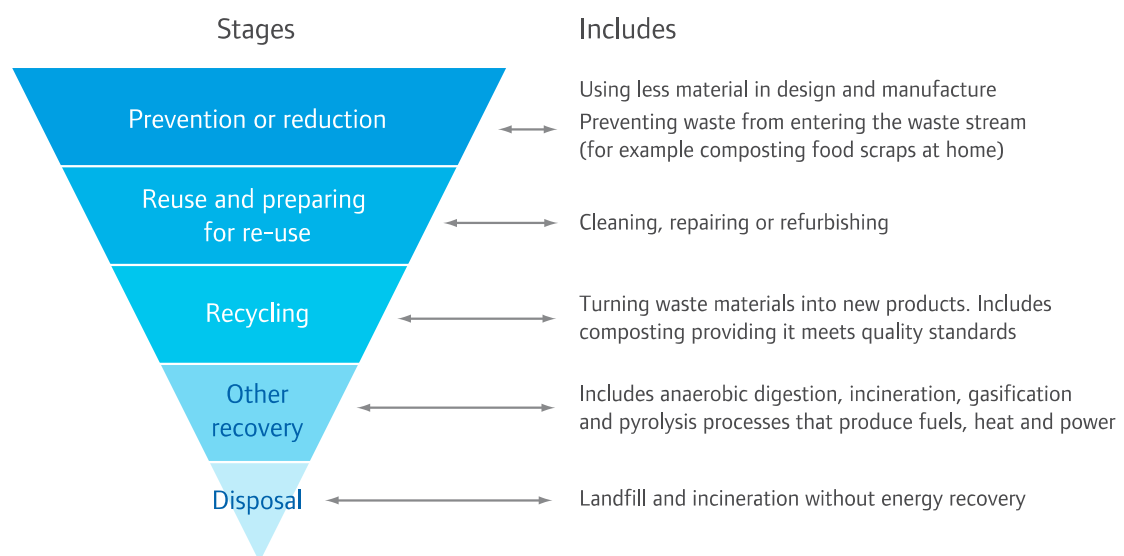 Stages
Includes
Prevention or reduction
Using less material in design and manufacture
Preventing waste from entering the waste stream
(for example composting food scraps at home)
Reuse and preparing
for re-use
Cleaning, repairing or refurbishing
Recycling
Turning waste materials into new products. Includes
composting providing it meets quality standards
Other
recovery
Includes anaerobic digestion, incineration, gasification
and pyrolysis processes that produce fuels, heat and power
Disposal
Landfill and incineration without energy recovery